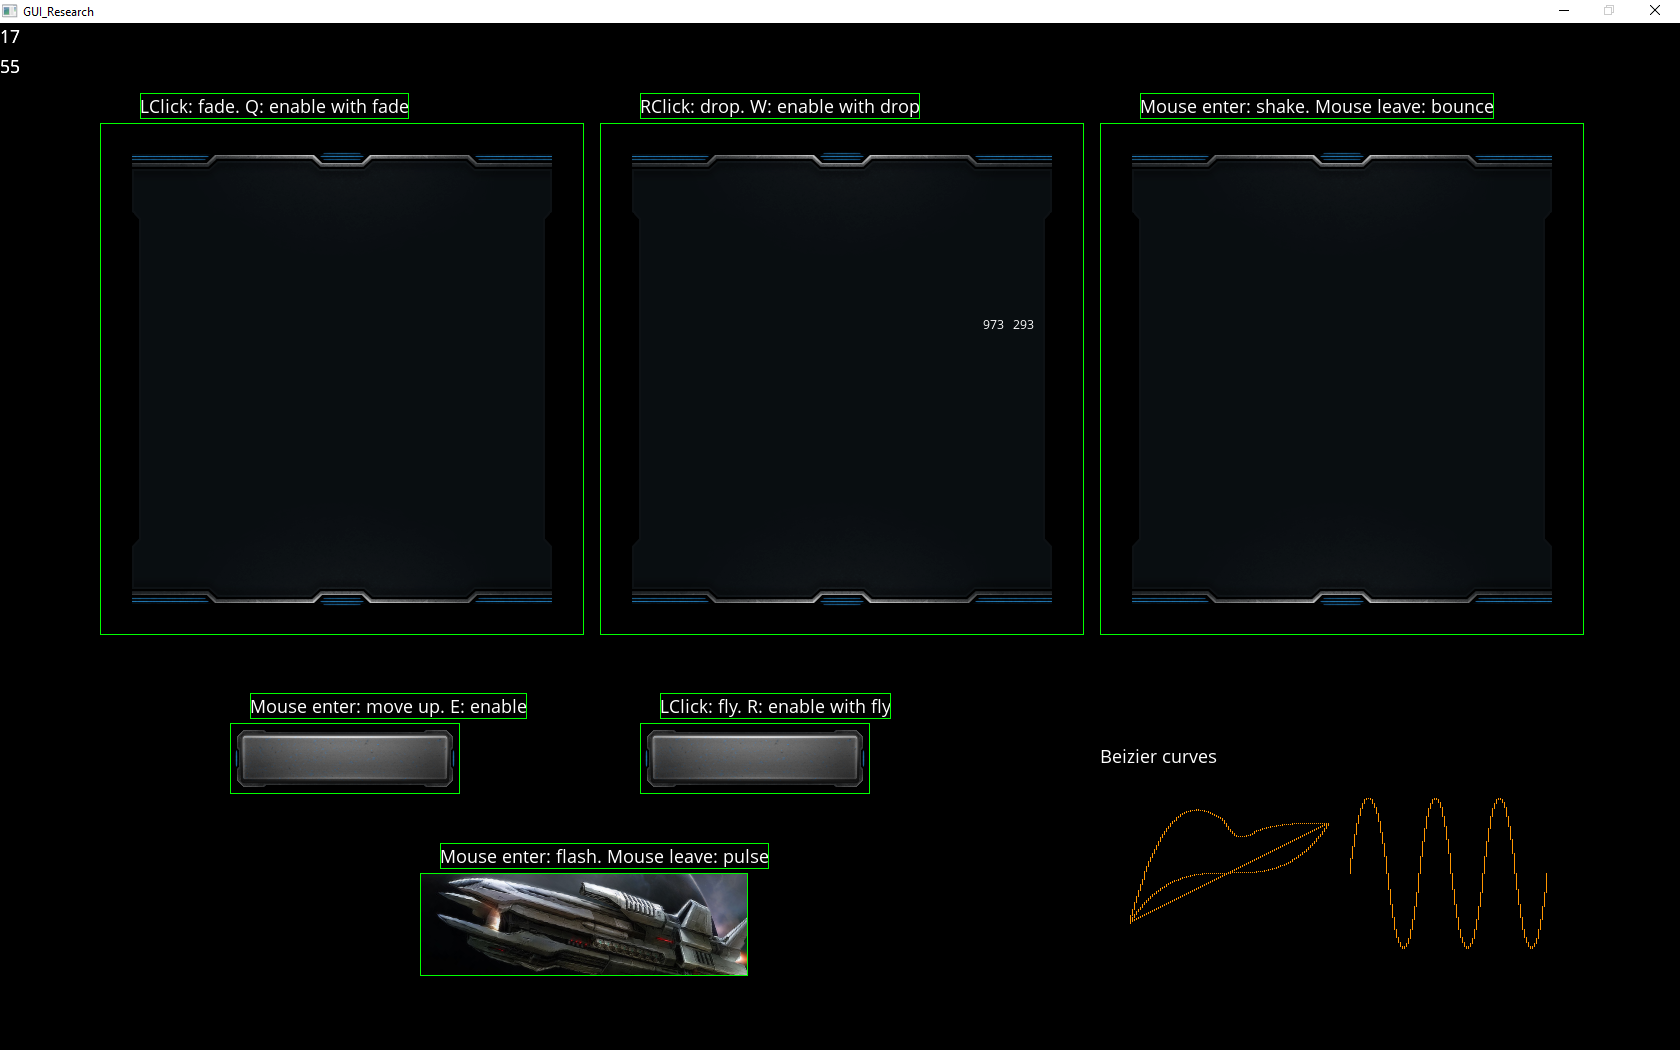 GUI_Research
17
55
LClick: fade. Q: enable with fade
RClick: drop. W: enable with drop
Mouse enter: shake. Mouse leave: bounce
973 293
Mouse enter: move up. E: enable
LClick: fly. R: enable with fly
Beizier curves
Mouse enter: flash. Mouse leave: pulse